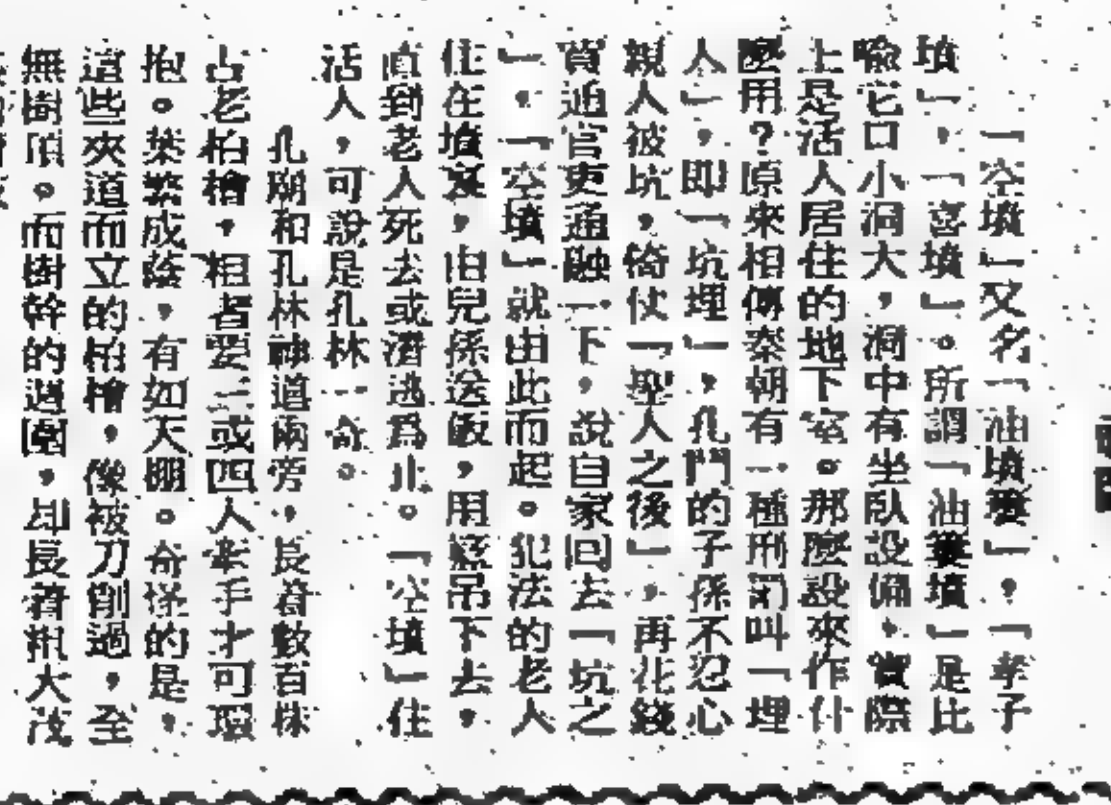 「空墳」又名「油墳簍」，「孝子
墳」，「喜墳」。所謂「油簍墳」是比
喩它口小洞大，洞中有坐臥設備，實際
上是活人居住的地下室。那麼設來作什
麼用？原來相傳秦朝有一種刑罰叫「埋
人」，即「坑埋」，孔門的子孫不忍心
親人被坑，倚仗「聖人之後」，再花錢
買通官吏通融一下，說自家回去「坑之
」，「空墳」就由此而起。犯法的老人
住在墳裏，由兒孫送飯，用籃吊下去，
直到老人死去或潛逃爲止。「空墳」住
活人，可說是孔林一奇。
孔廟和孔林神道兩旁，長着數百株
古老柏檜，粗者要三或四人牽手才可環
抱。葉繁成蔭，有如天棚。奇怪的是，
這些夾道而立的柏檜，像被刀削過，至
無樹頂。而樹幹的週圍，却長着粗大茂